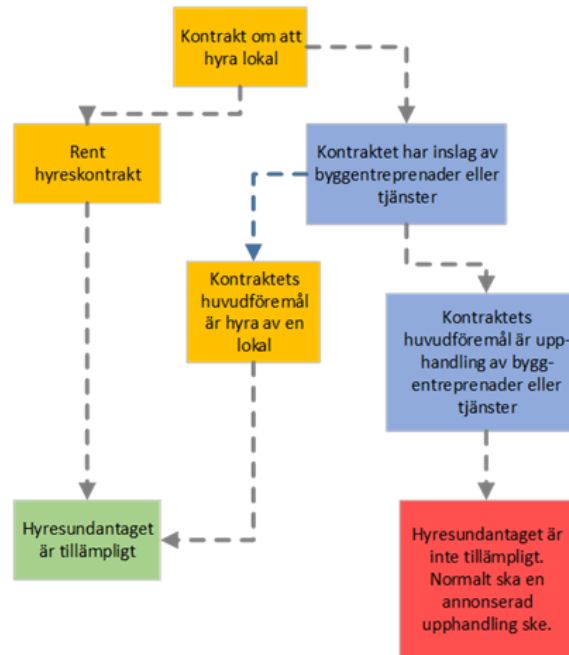 Kontrakt om att
hyra lokal
Rent
hyreskontrakt
Kontraktet har inslag av
byggentreprenader eller
tjänster
Kontraktets
huvudföremål
är hyra av en
lokal
Kontraktets
huvudföremål är upp-
handling av bygg-
entreprenader eller
tjänster
Hyresundantaget
är tillämpligt
Hyresundantaget är
inte tillämpligt.
Normalt ska en
annonserad
upphandling ske.